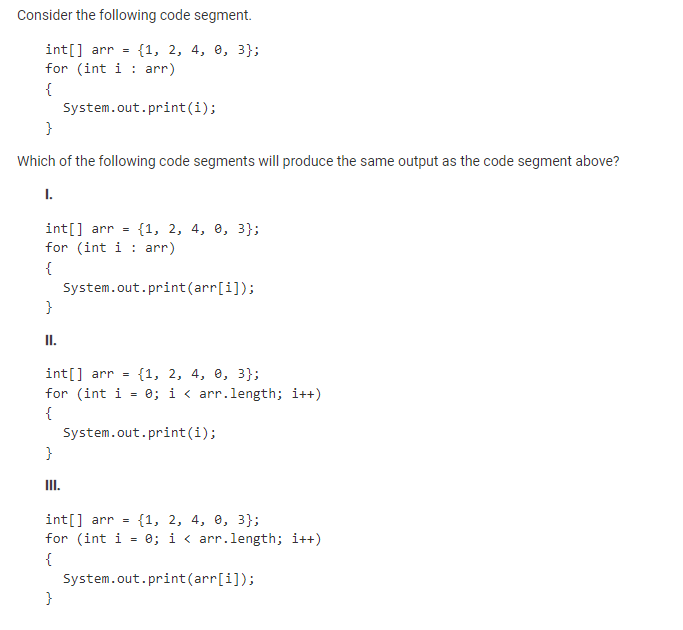 Consider the following code segment.
int[] arr = {1, 2, 4, 0, 3};
for (int i : arr)
{
System.out.print(i);
}
Which of the following code segments will produce the same output as the code segment above?
I.
int[] arr = {1, 2, 4, 0, 3};
for (int i : arr)
{
System.out.print(arr[i]);
}
II.
int[] arr = {1, 2, 4, 0, 3};
for (int i = 0; i < arr.length; i++)
{
System.out.print(i);
}
III.
int[] arr = {1, 2, 4, 0, 3};
for (int i = 0; i < arr.length; i++)
{
System.out.print(arr[i]);
}